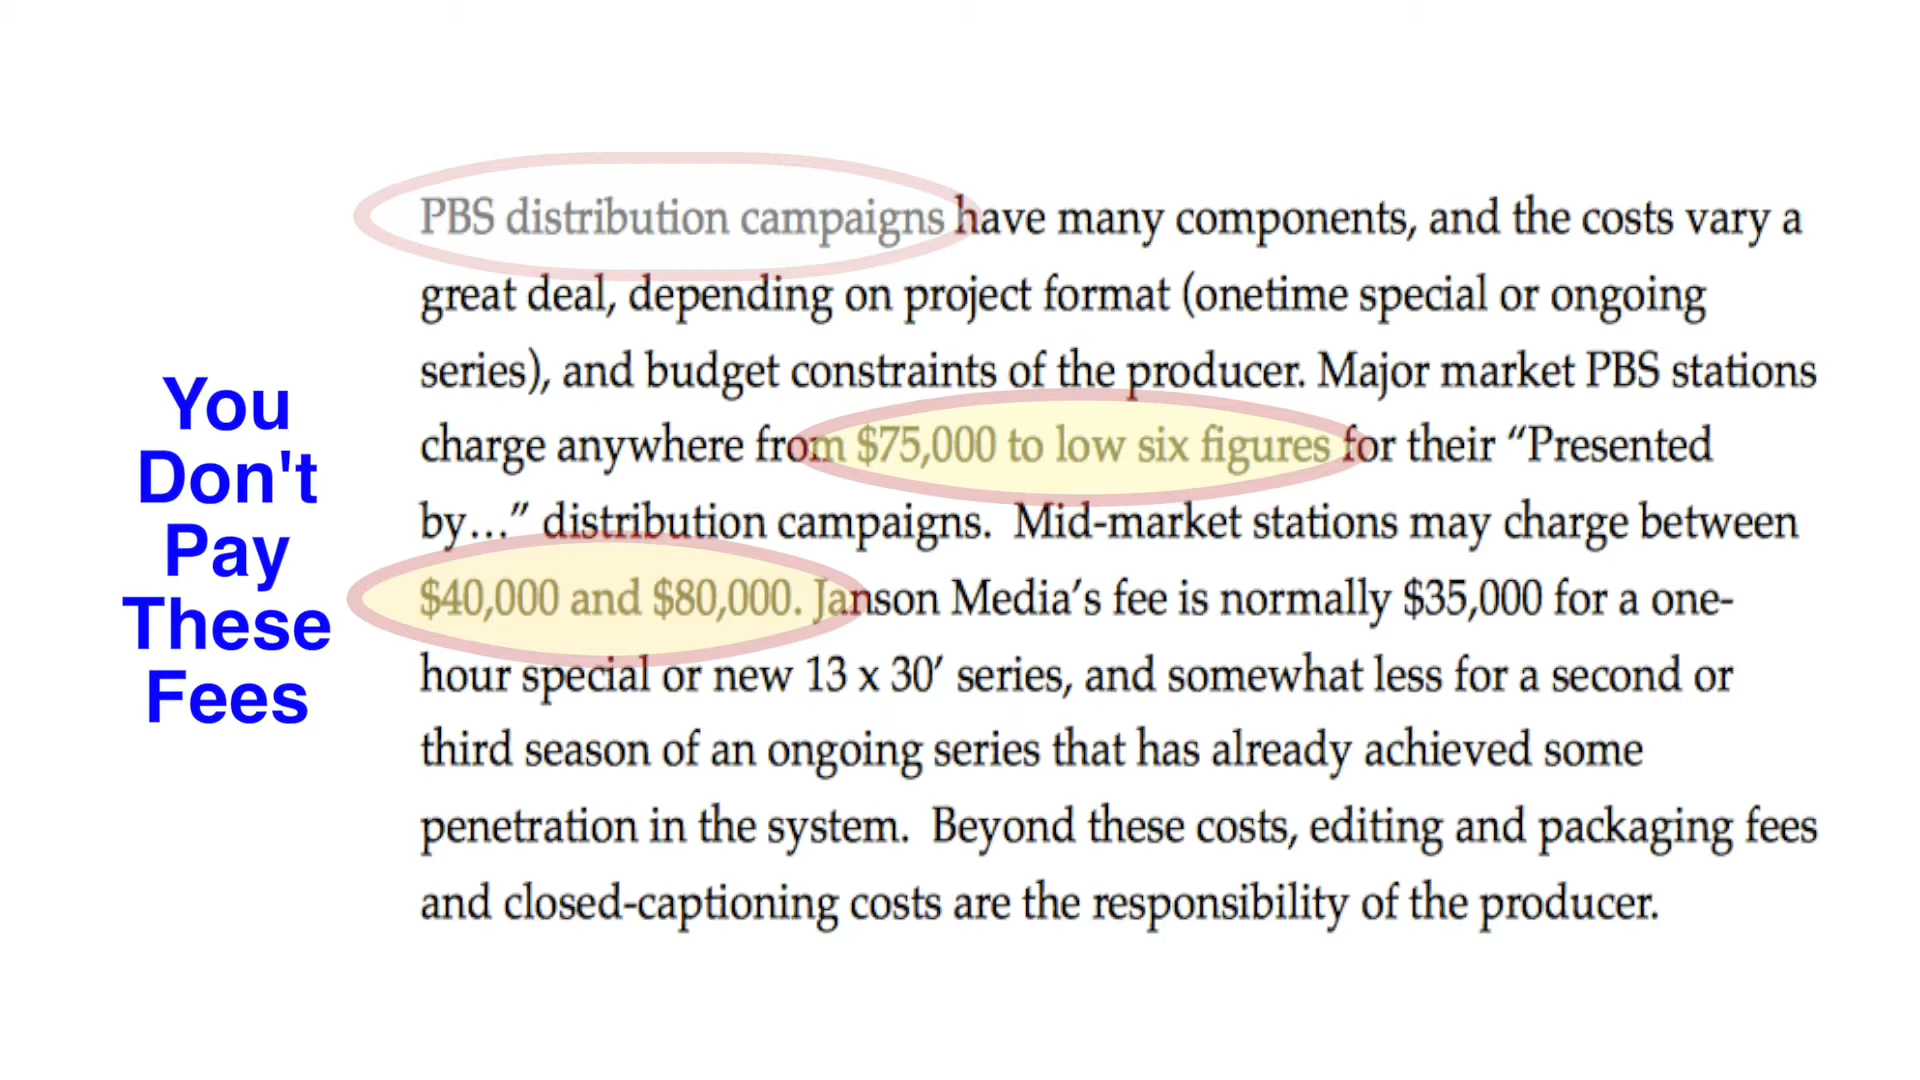 You
Don't
Pay
These
Fees
PBS distribution campaigns have many components, and the costs vary a
great deal, depending on project format (onetime special or ongoing
series), and budget constraints of the producer. Major market PBS stations
charge anywhere from $75,000 to low six figures for their “Presented
by…” distribution campaigns.  Mid-market stations may charge between
$40,000 and $80,000. Janson Media’s fee is normally $35,000 for a one-
hour special or new 13 x 30’ series, and somewhat less for a second or
third season of an ongoing series that has already achieved some
penetration in the system.  Beyond these costs, editing and packaging fees
and closed-captioning costs are the responsibility of the producer.